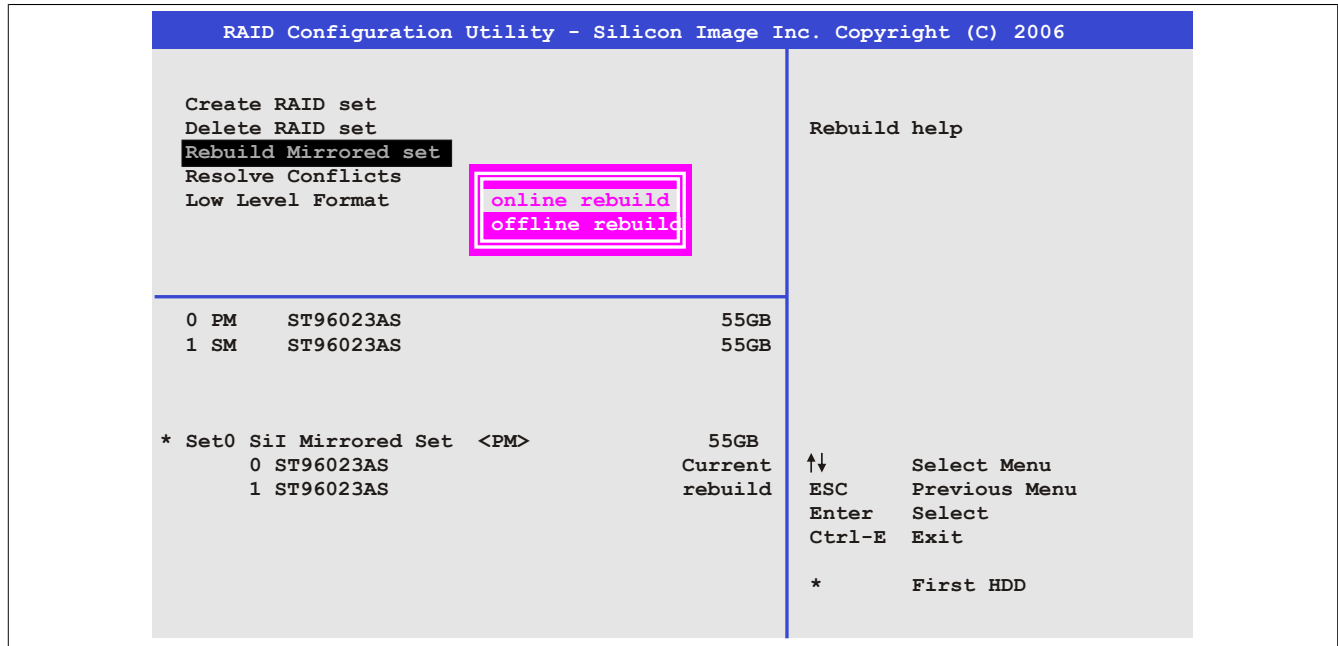 RAID Configuration Utility - Silicon Image Inc. Copyright (C) 2006
Create RAID set
Delete RAID set
Rebuild Mirrored set
Resolve Conflicts
Low Level Format
online rebuild
offline rebuild
Rebuild help
0 PM ST96023AS 55GB
1 SM ST96023AS 55GB
* Set0 SiI Mirrored Set <PM> 55GB
0 ST96023AS Current
1 ST96023AS rebuild
↑↓ Select Menu
ESC Previous Menu
Enter Select
Ctrl-E Exit
* First HDD